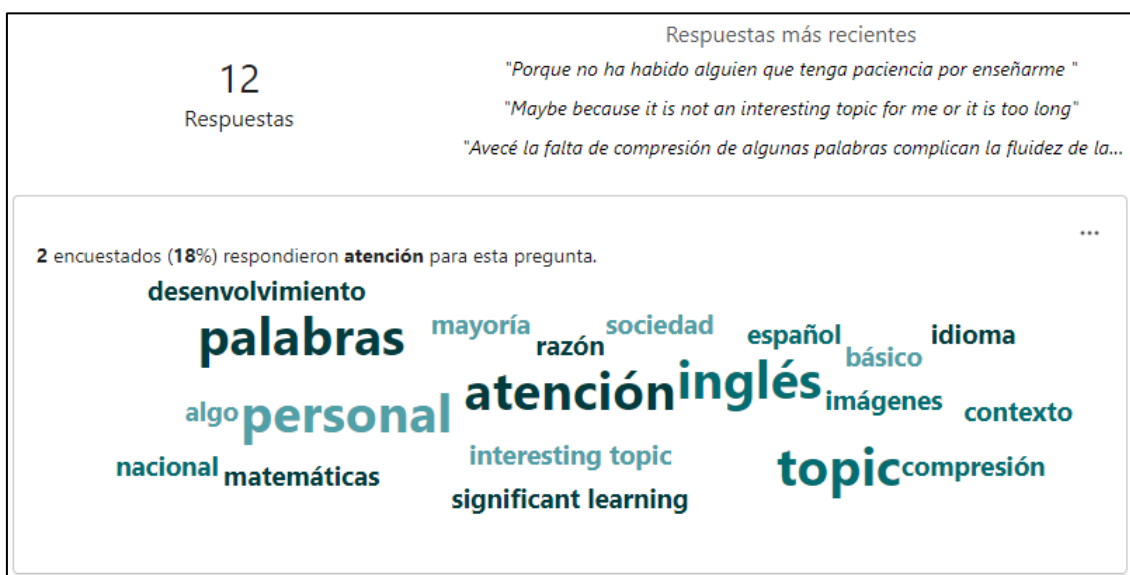 Respuestas más recientes
12
Respuestas
"Porque no ha habido alguien que tenga paciencia por enseñarme "
"Maybe because it is not an interesting topic for me or it is too long"
"Avecé la falta de compresión de algunas palabras complican la fluidez de la...
...
2 encuestados (18%) respondieron atención para esta pregunta.
desenvolvimiento
palabras
mayoría
razón
sociedad
español
básico
idioma
algo
personal
atención
inglés
imágenes
contexto
nacional
matemáticas
interesting topic
significant learning
topic
compresión